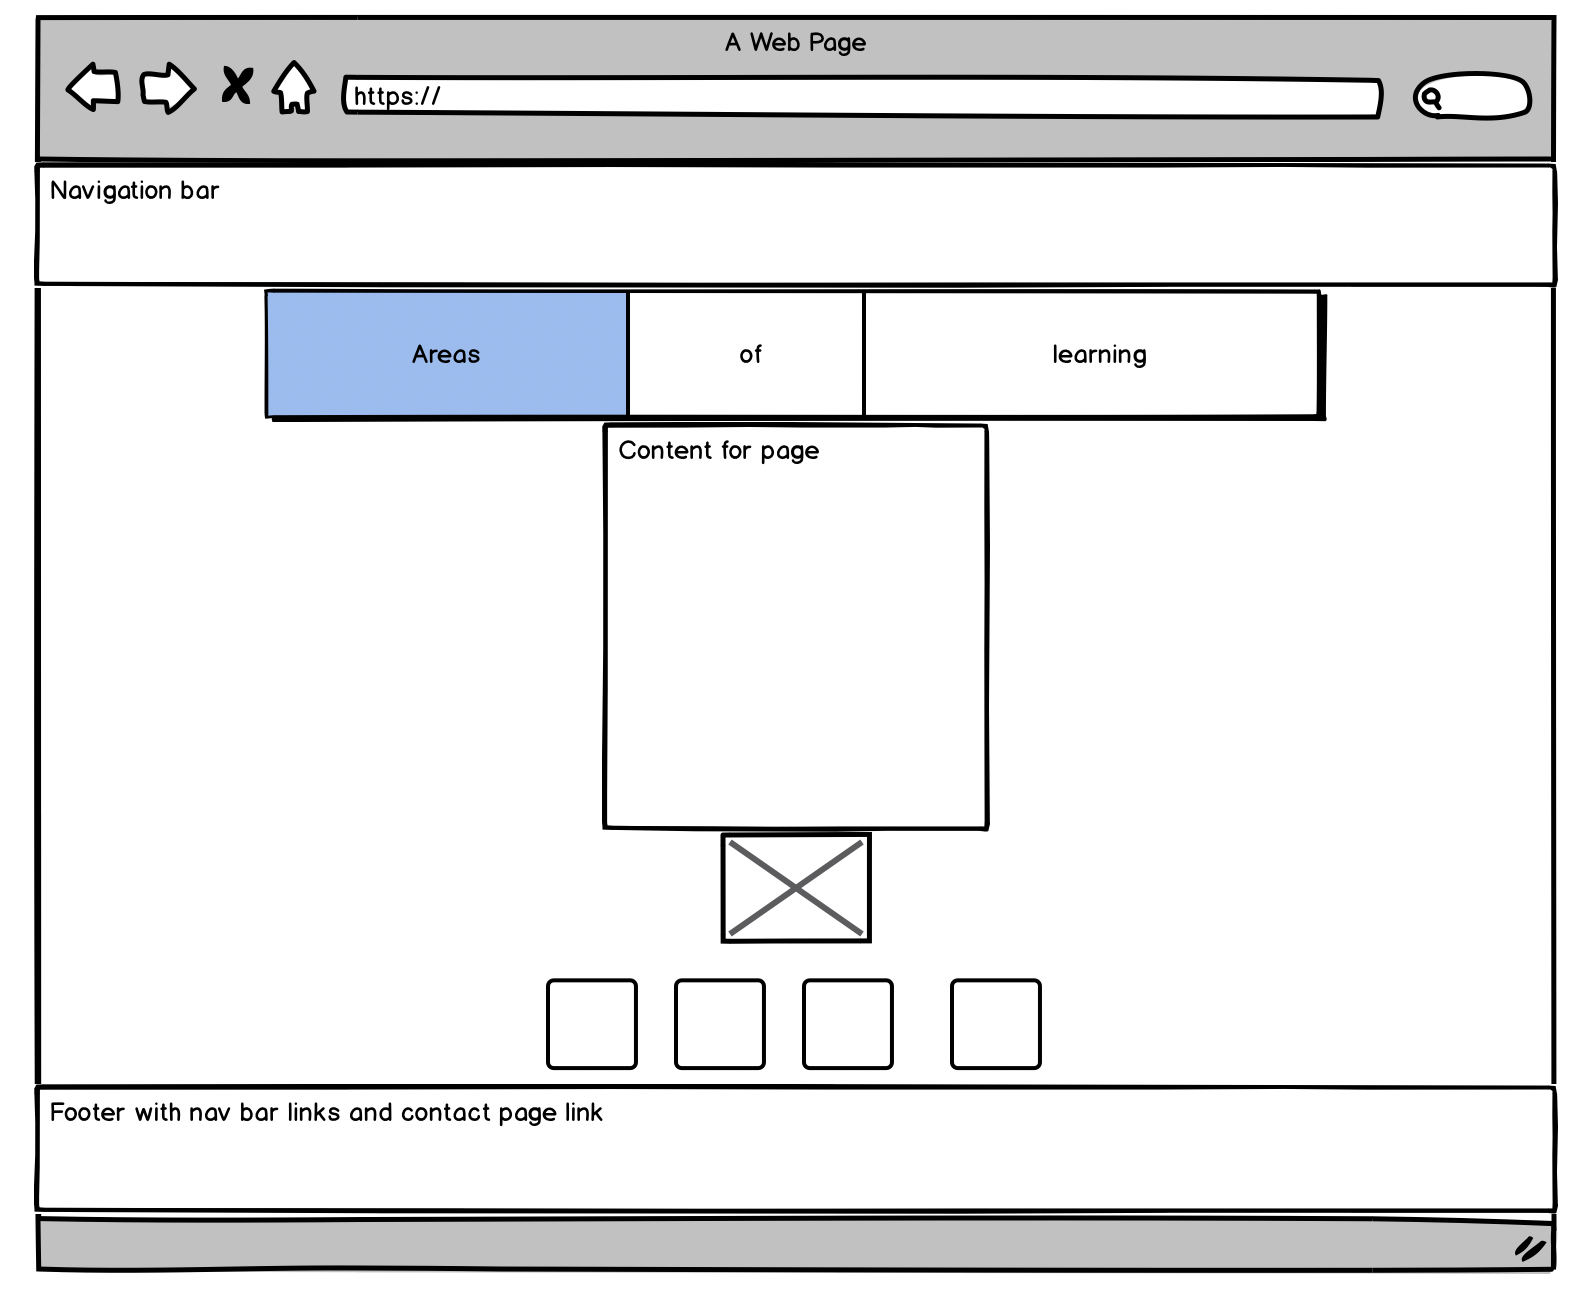 A Web Page
https://
Navigation bar
Areas of learning
Content for page
Footer with nav bar links and contact page link